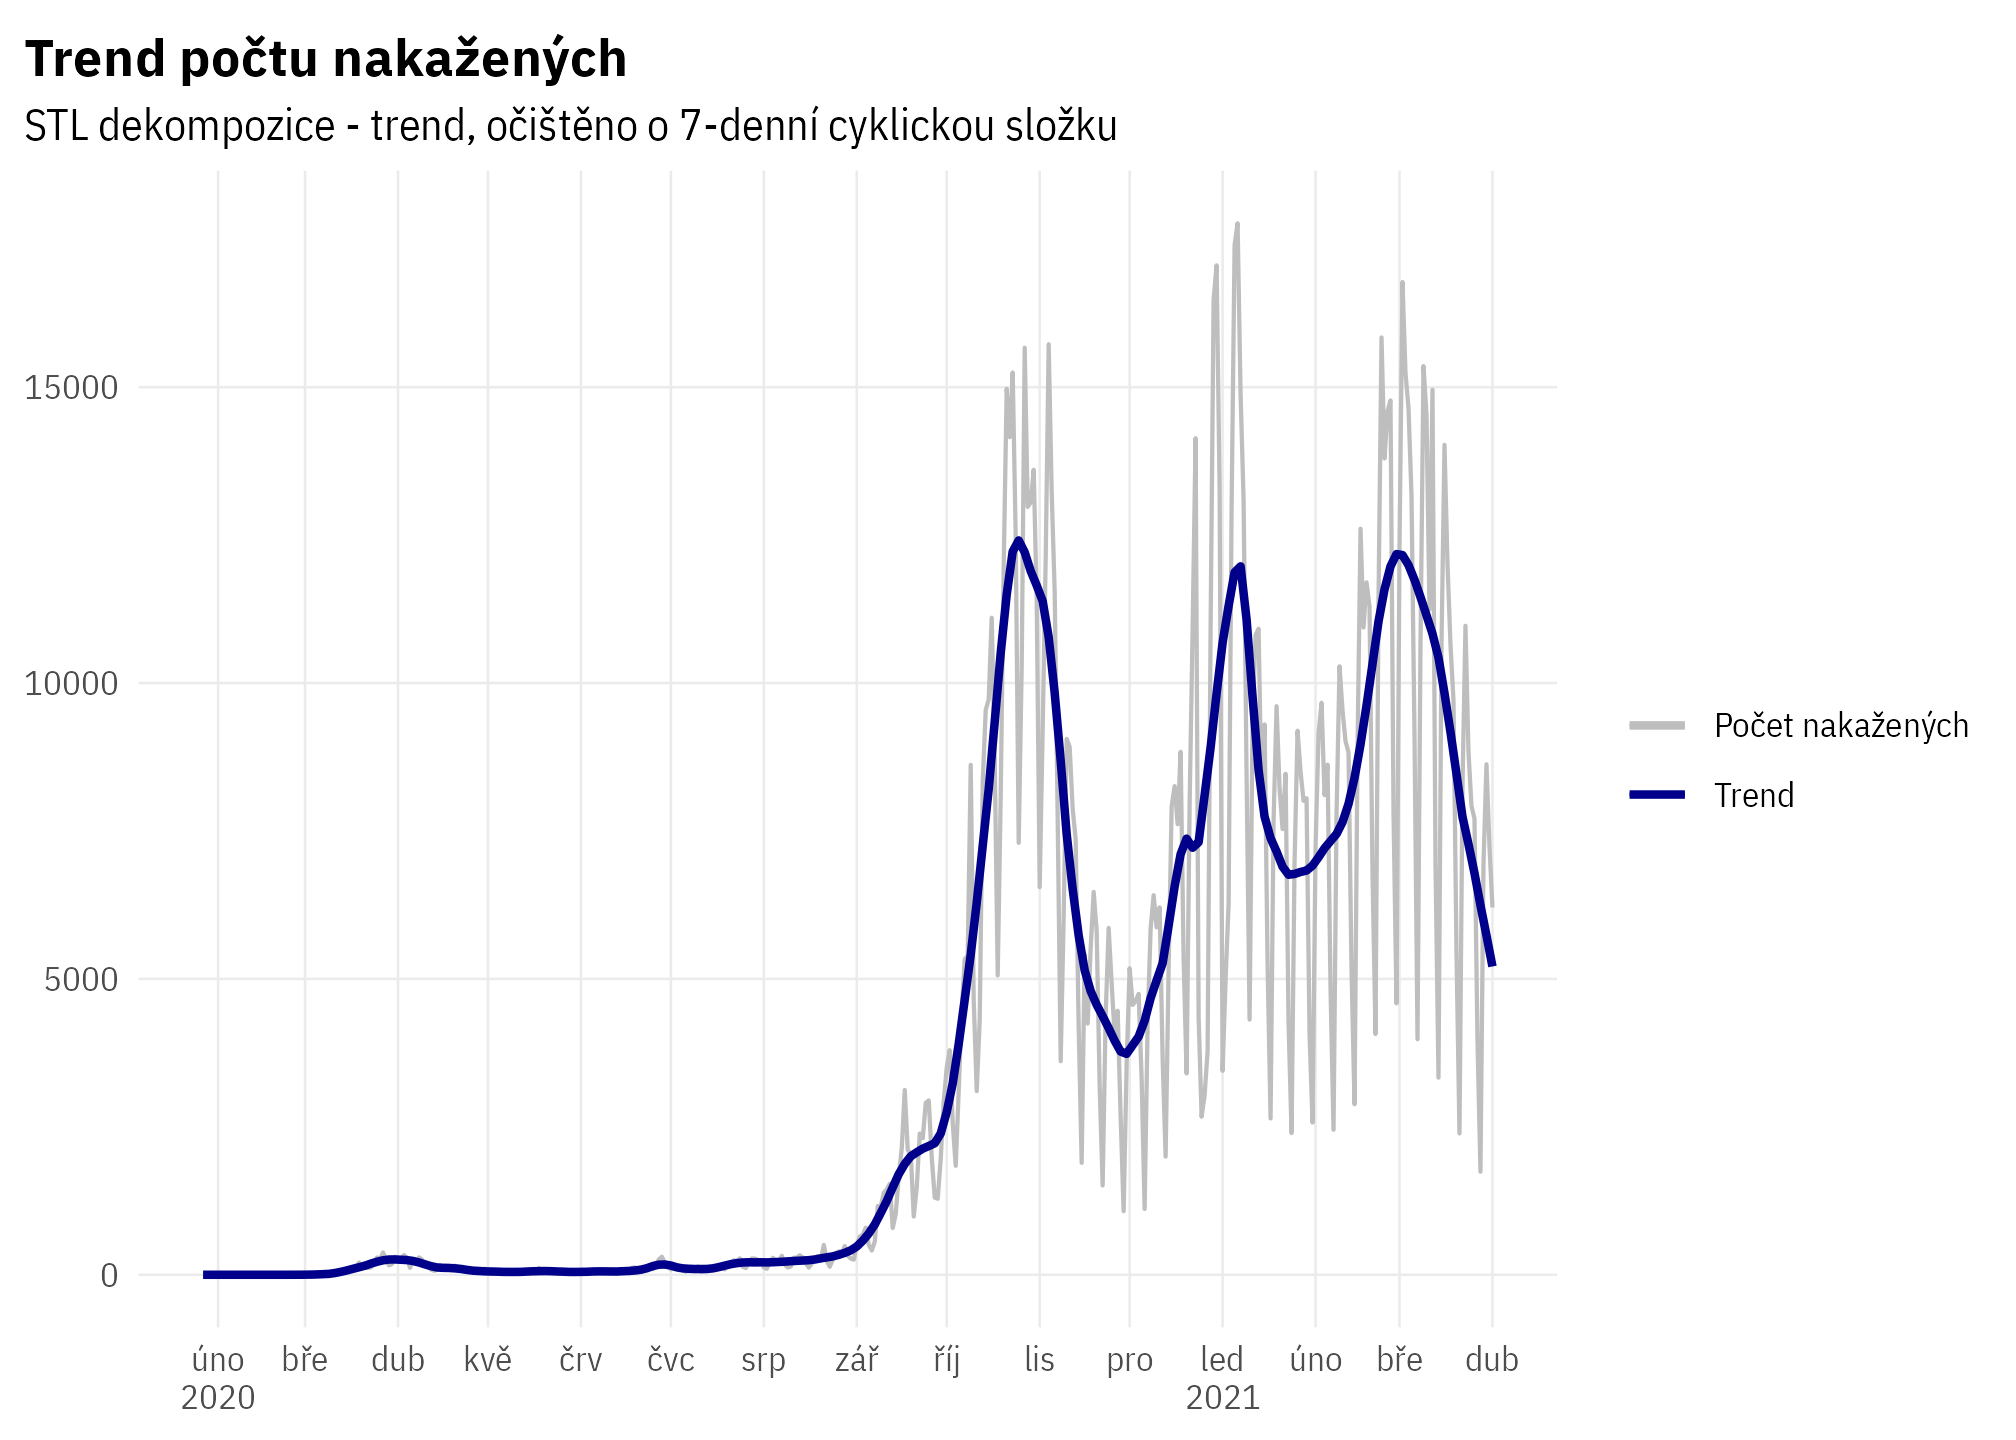 Trend počtu nakažených
STL dekompozice - trend, očištěno o 7-denní cyklickou složku
15000
10000
5000
0
Počet nakažených
Trend
úno bře dub kvě črv čvc srp zář říj lis pro led úno bře dub
2020 2021